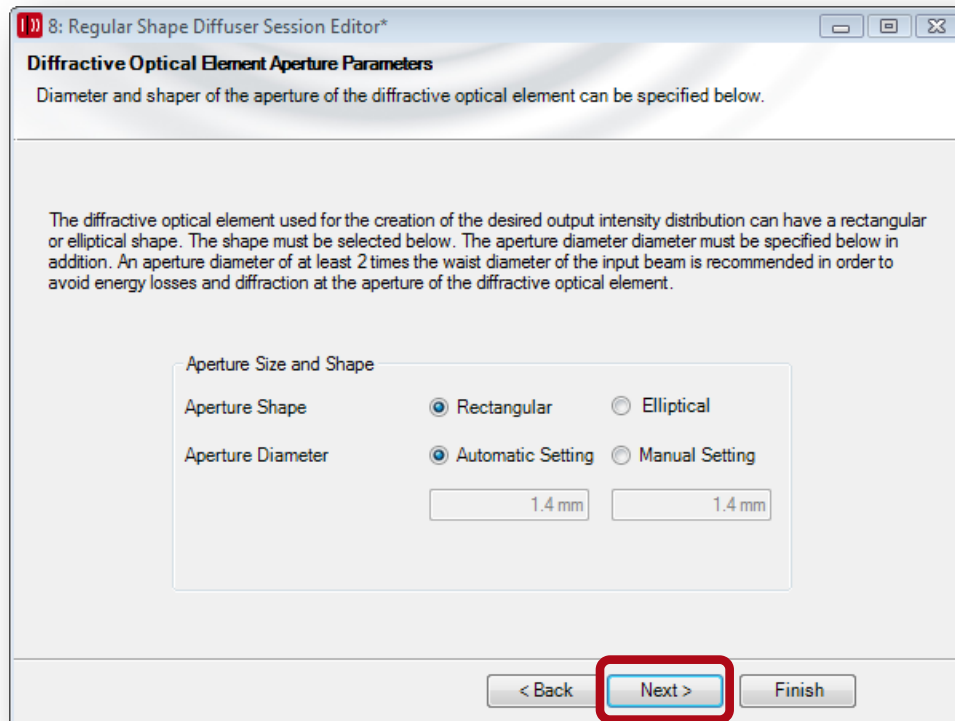 8: Regular Shape Diffuser Session Editor*
Diffractive Optical Element Aperture Parameters
Diameter and shaper of the aperture of the diffractive optical element can be specified below.
The diffractive optical element used for the creation of the desired output intensity distribution can have a rectangular
or elliptical shape. The shape must be selected below. The aperture diameter diameter must be specified below in
addition. An aperture diameter of at least 2 times the waist diameter of the input beam is recommended in order to
avoid energy losses and diffraction at the aperture of the diffractive optical element.
Aperture Size and Shape
Aperture Shape Rectangular Elliptical
Aperture Diameter Automatic Setting Manual Setting
1.4 mm 1.4 mm
< Back Next > Finish